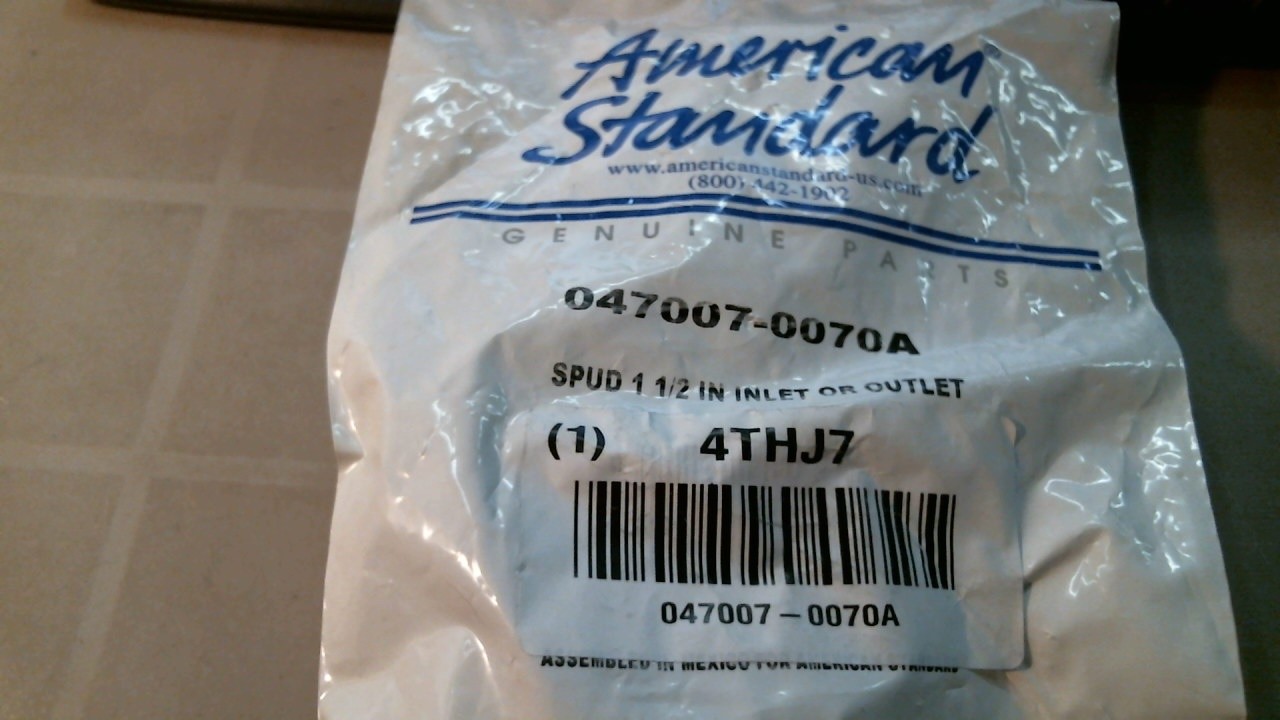 American
Standard
www.americanstandard-us.com
(800) 442-1902
GENUINE PARTS
047007-0070A
SPUD 1 1/2 IN INLET OR OUTLET
(1) 4THJ7
047007-0070A
ASSEMBLED IN MEXICO FOR AMERICAN STANDARD